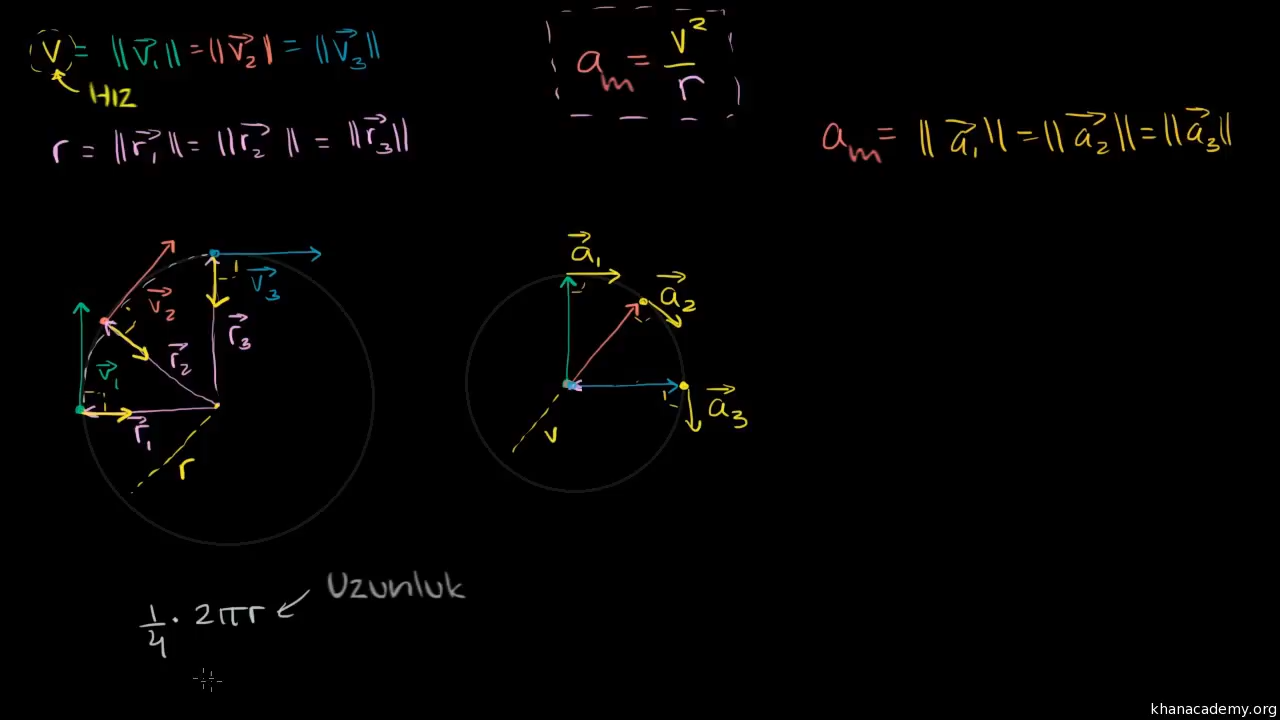 v = ||v⃗₁|| = ||v⃗₂|| = ||v⃗₃||
HIZ
r = ||r⃗₁|| = ||r⃗₂|| = ||r⃗₃||
aₘ = v²/r
aₘ = ||a⃗₁|| = ||a⃗₂|| = ||a⃗₃||
v⃗₁
v⃗₂
v⃗₃
r⃗₁
r⃗₂
r⃗₃
r
a⃗₁
a⃗₂
a⃗₃
v
1/4 · 2πr
Uzunluk
khanacademy.org